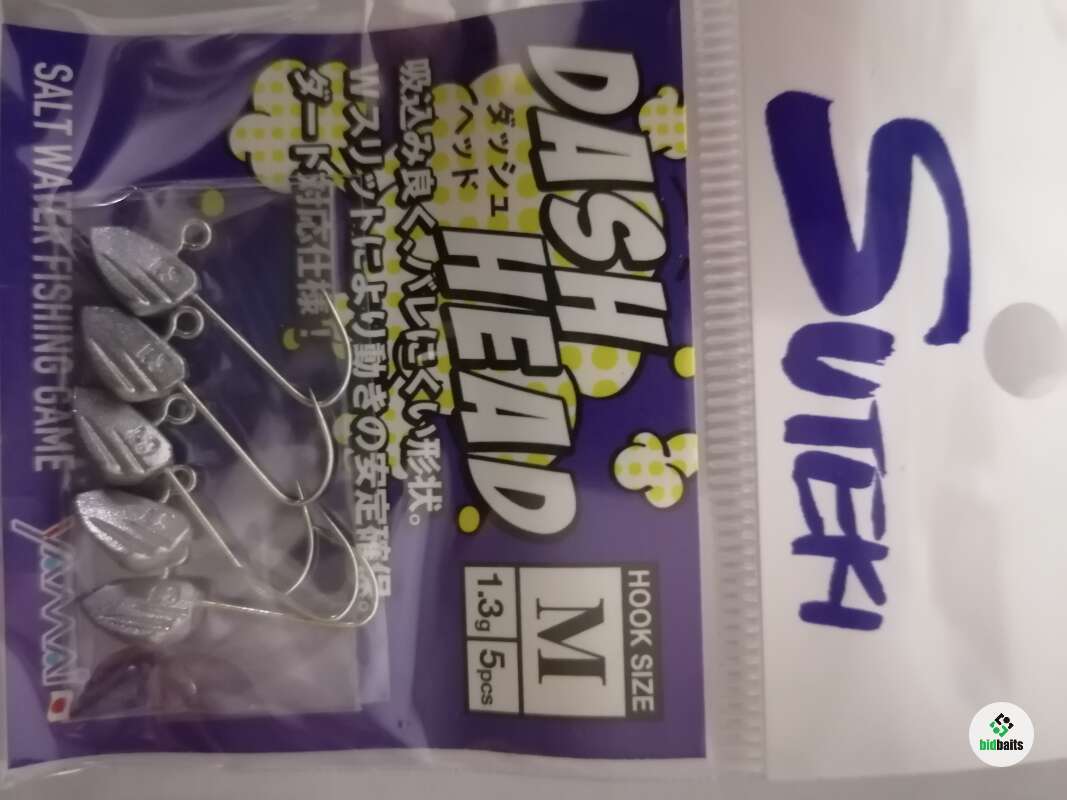 SUTEKI
DASH
HEAD
ダッシュ
ヘッド
吸込み良くバレにくい形状。
Wスリットにより動きの安定確保。
ダート対応仕様!
HOOK SIZE
M
1.3g
5pcs
SALT WATER FISHING GAME
bidbaits